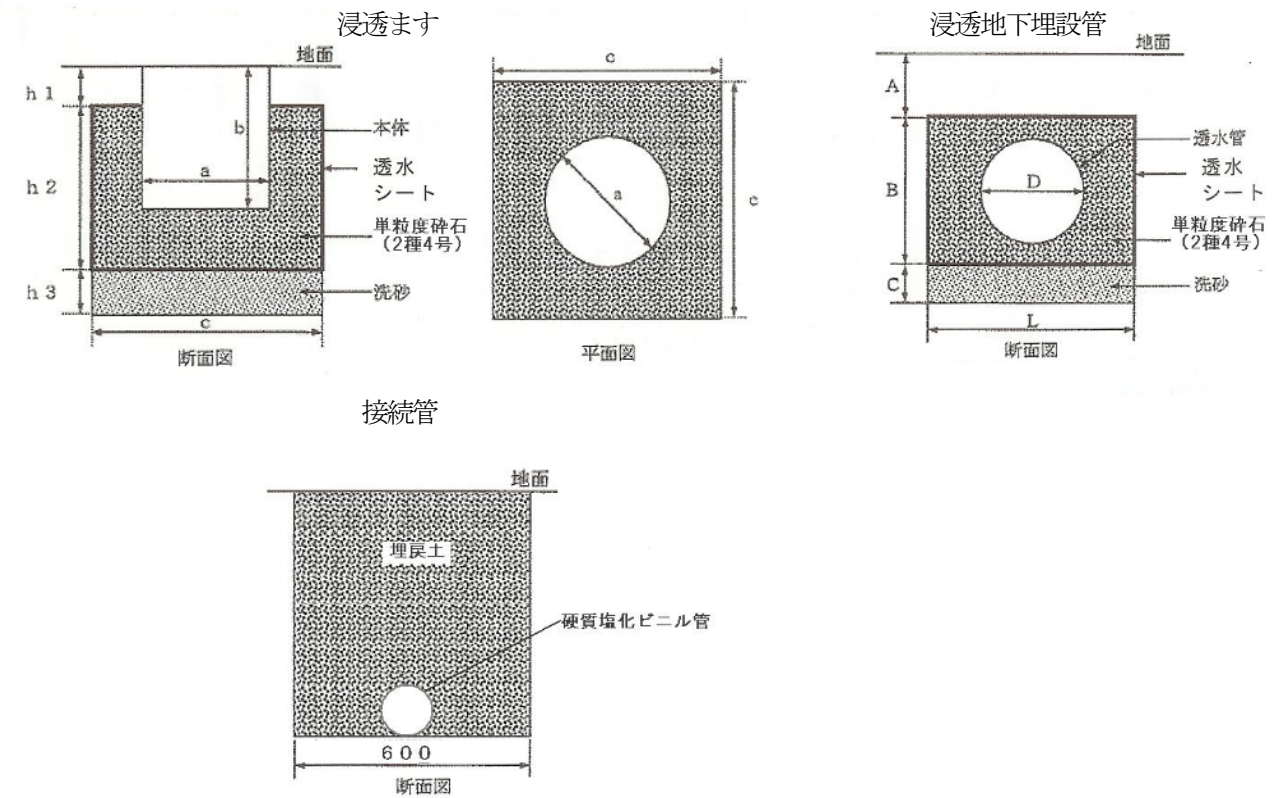 浸透ます
地面
h1
h2
h3
b
a
c
本体
透水
シート
単粒度砕石
(2種4号)
洗砂
断面図
c
a
c
平面図
浸透地下埋設管
地面
A
B
C
D
L
透水管
透水
シート
単粒度砕石
(2種4号)
洗砂
断面図
接続管
地面
埋戻土
硬質塩化ビニル管
600
断面図